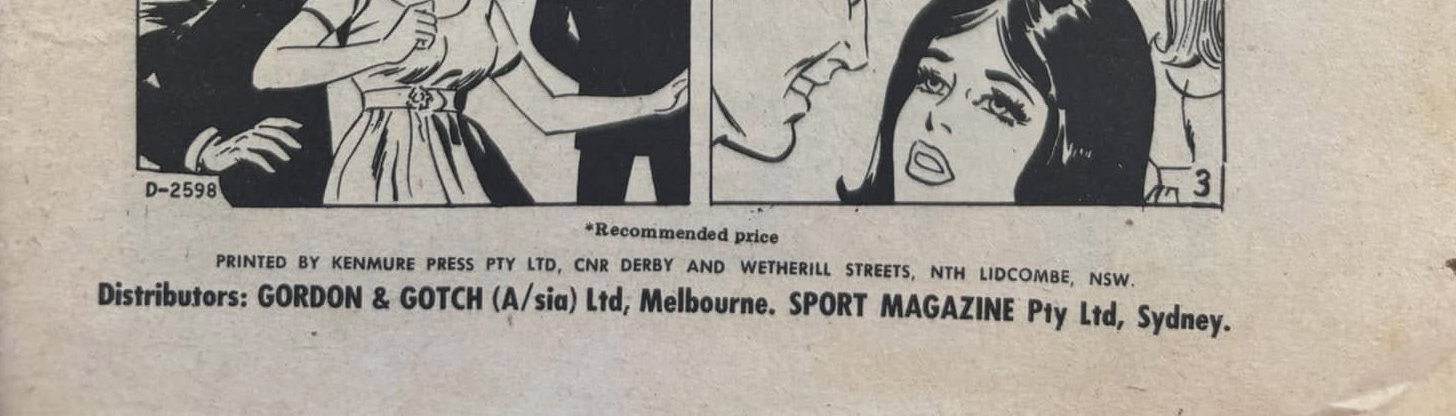 D-2598
3
*Recommended price
PRINTED BY KENMURE PRESS PTY LTD, CNR DERBY AND WETHERILL STREETS, NTH LIDCOMBE, NSW.
Distributors: GORDON & GOTCH (A/sia) Ltd, Melbourne. SPORT MAGAZINE Pty Ltd, Sydney.